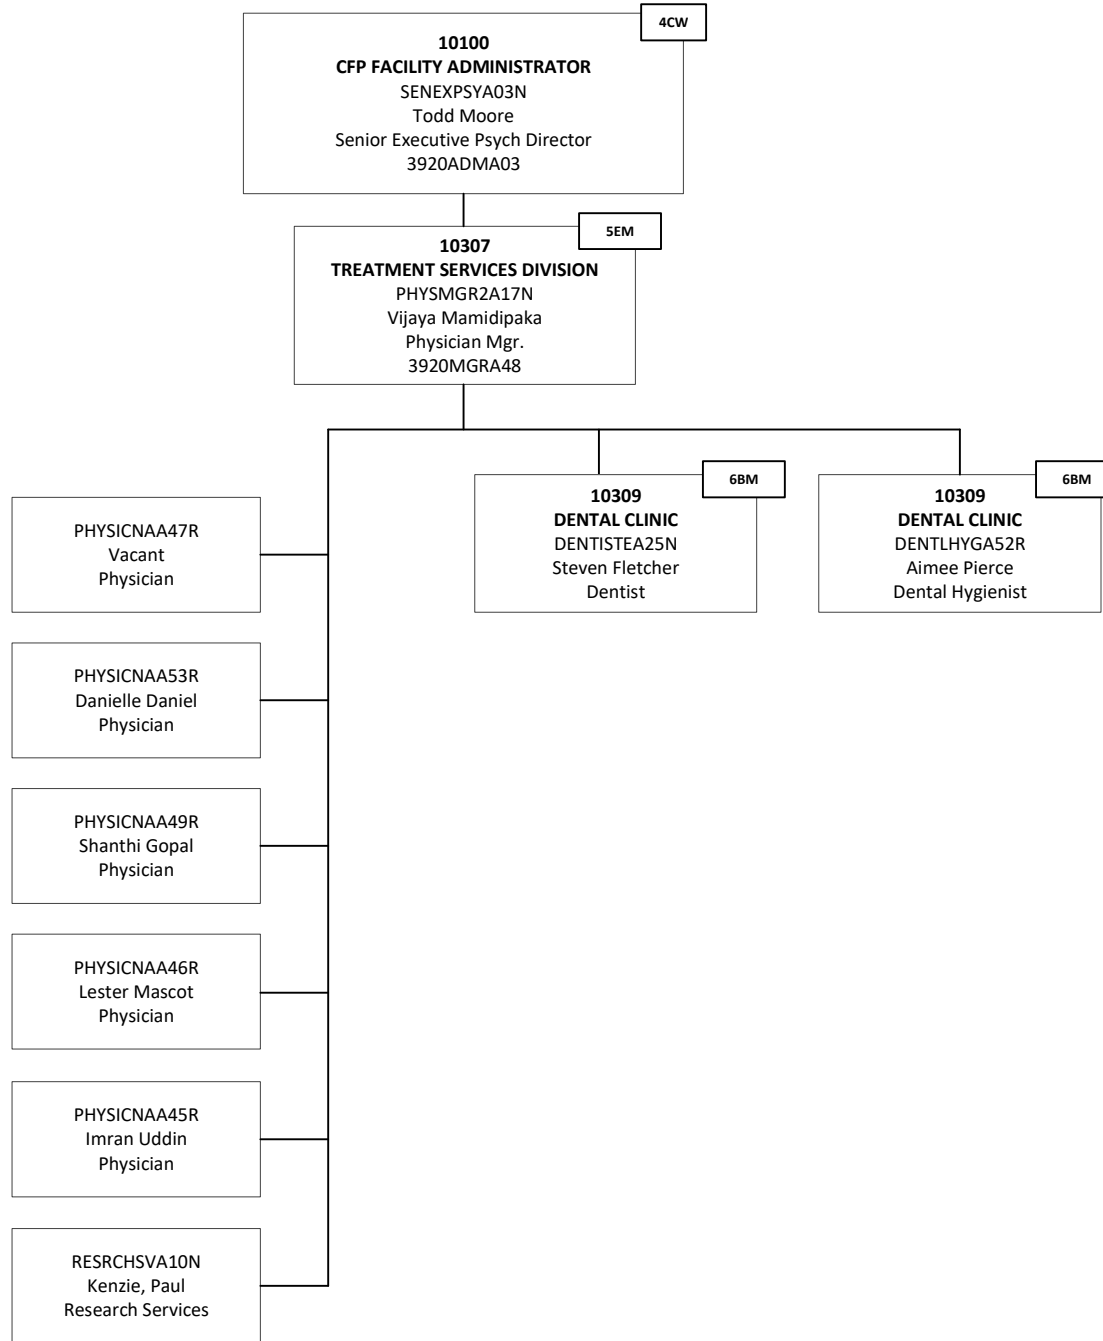 4CW
10100
CFP FACILITY ADMINISTRATOR
SENEXPSYA03N
Todd Moore
Senior Executive Psych Director
3920ADMA03
5EM
10307
TREATMENT SERVICES DIVISION
PHYSMGR2A17N
Vijaya Mamidipaka
Physician Mgr.
3920MGRA48
6BM
10309
DENTAL CLINIC
DENTISTEA25N
Steven Fletcher
Dentist
6BM
10309
DENTAL CLINIC
DENTLHYGA52R
Aimee Pierce
Dental Hygienist
PHYSICNAA47R
Vacant
Physician
PHYSICNAA53R
Danielle Daniel
Physician
PHYSICNAA49R
Shanthi Gopal
Physician
PHYSICNAA46R
Lester Mascot
Physician
PHYSICNAA45R
Imran Uddin
Physician
RESRCHSVA10N
Kenzie, Paul
Research Services